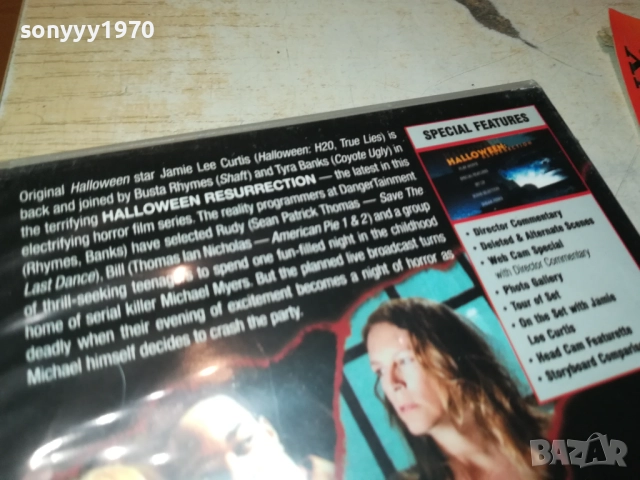 sonyyy1970
Original Halloween star Jamie Lee Curtis (Halloween: H20, True Lies) is
back and joined by Busta Rhymes (Shaft) and Tyra Banks (Coyote Ugly) in
the terrifying HALLOWEEN RESURRECTION — the latest in this
electrifying horror film series. The reality programmers at DangerTainment
(Rhymes, Banks) have selected Rudy (Sean Patrick Thomas — Save The
Last Dance), Bill (Thomas Ian Nicholas — American Pie 1 & 2) and a group
of thrill-seeking teenagers to spend one fun-filled night in the childhood
home of serial killer Michael Myers. But the planned live broadcast turns
deadly when their evening of excitement becomes a night of horror as
Michael himself decides to crash the party.
SPECIAL FEATURES
HALLOWEEN
• Director Commentary
• Deleted & Alternate Scenes
• Web Cam Special
with Director Commentary
• Photo Gallery
• Tour of Set
• On the Set with Jamie
Lee Curtis
• Head Cam Featurette
• Storyboard Comparis
BAZAR
bg